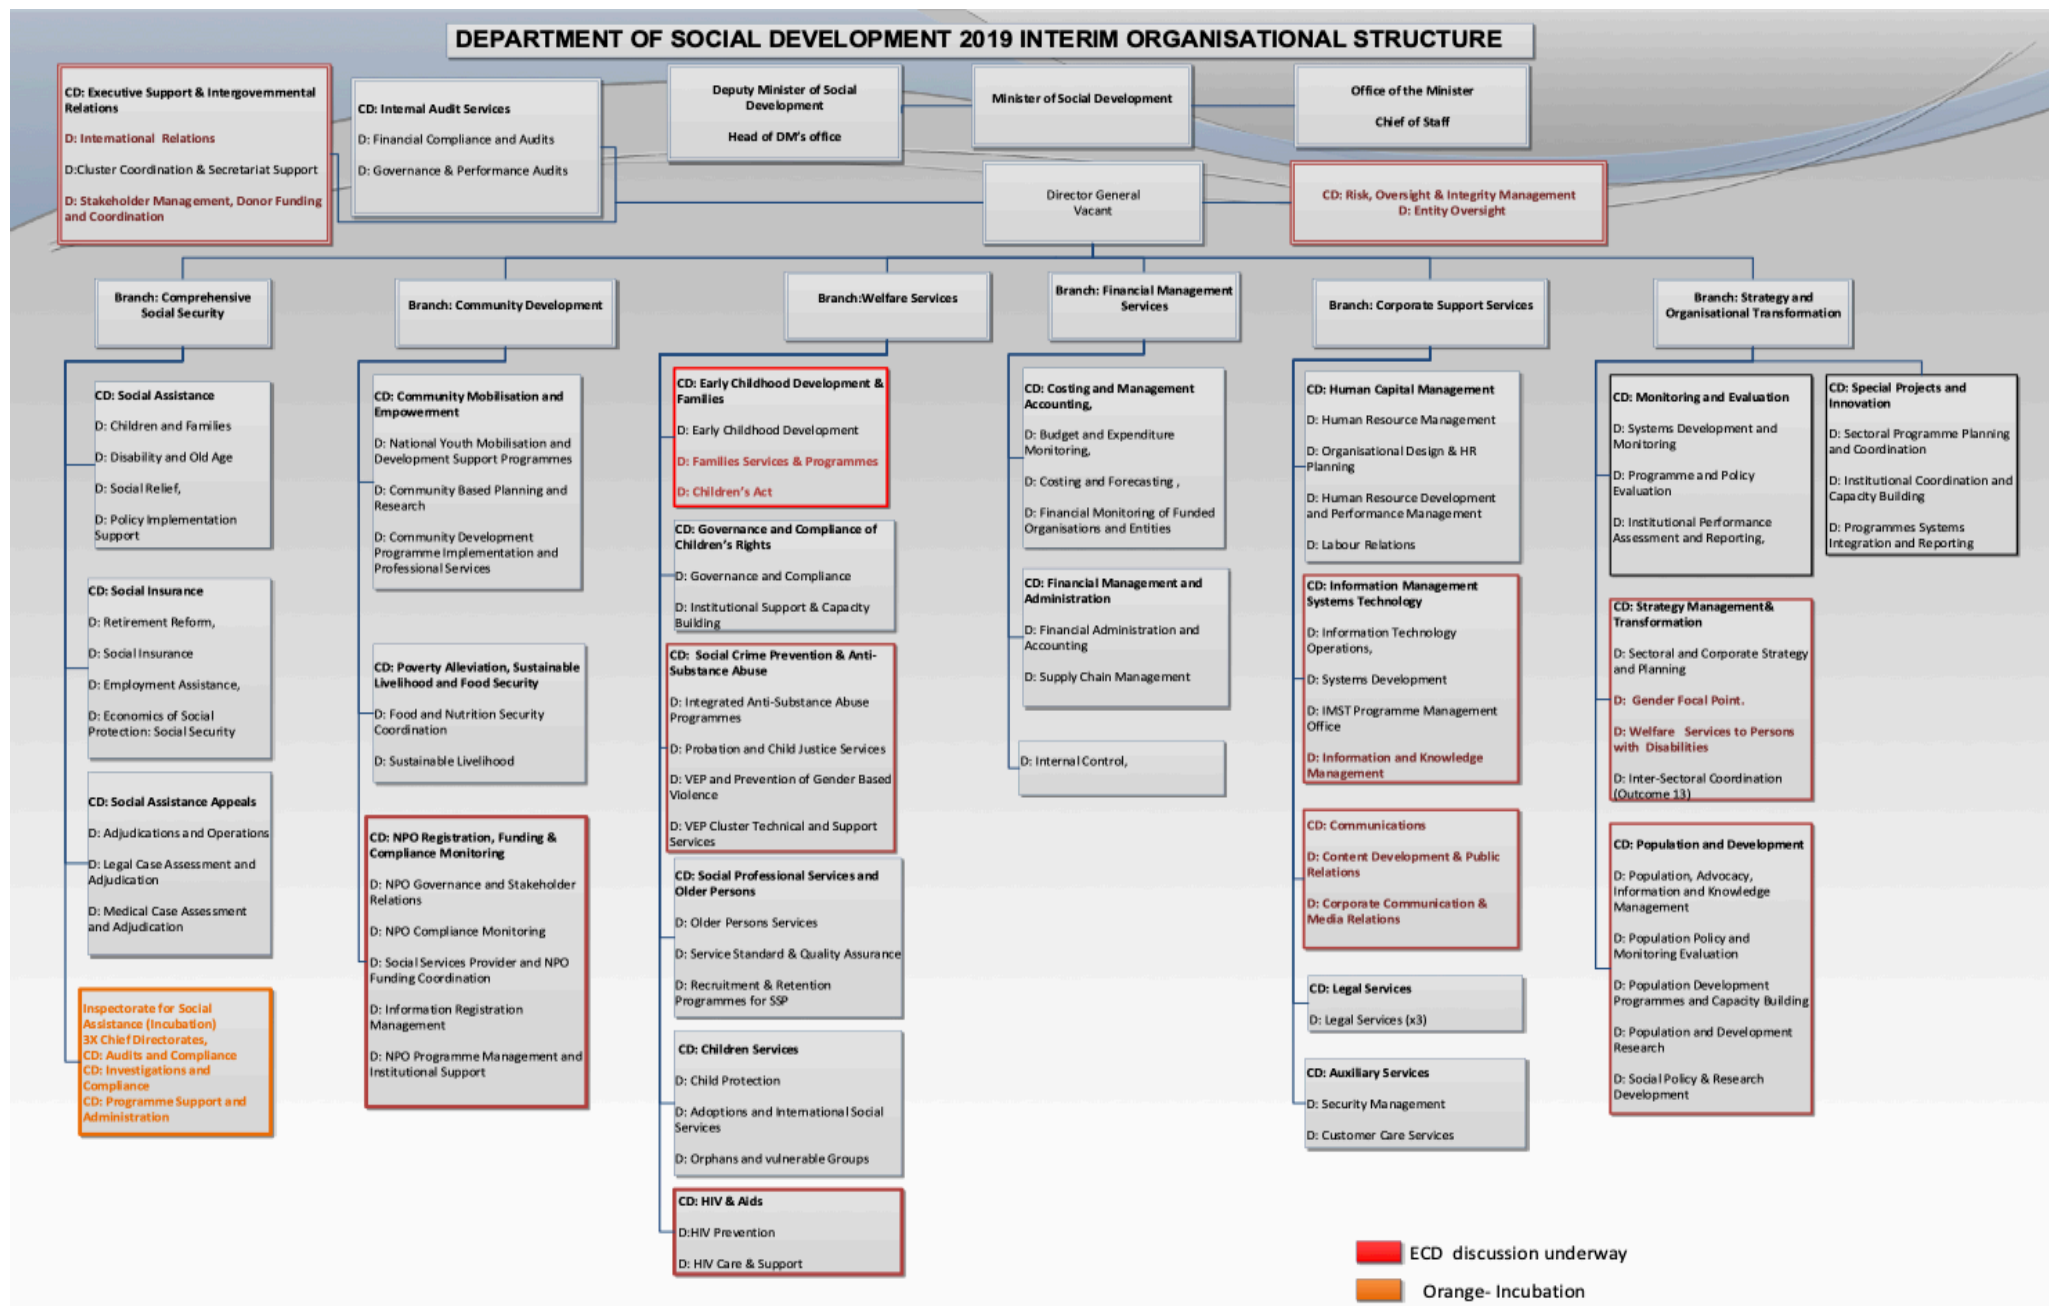 DEPARTMENT OF SOCIAL DEVELOPMENT 2019 INTERIM ORGANISATIONAL STRUCTURE
CD: Executive Support & Intergovernmental
Relations
D: International Relations
D:Cluster Coordination & Secretariat Support
D: Stakeholder Management, Donor Funding
and Coordination
CD: Internal Audit Services
D: Financial Compliance and Audits
D: Governance & Performance Audits
Deputy Minister of Social
Development
Head of DM's office
Minister of Social Development
Office of the Minister
Chief of Staff
Director General
Vacant
CD: Risk, Oversight & Integrity Management
D: Entity Oversight
Branch: Comprehensive
Social Security
CD: Social Assistance
D: Children and Families
D: Disability and Old Age
D: Social Relief,
D: Policy Implementation
Support
CD: Social Insurance
D: Retirement Reform,
D: Social Insurance
D: Employment Assistance,
D: Economics of Social
Protection: Social Security
CD: Social Assistance Appeals
D: Adjudications and Operations
D: Legal Case Assessment and
Adjudication
D: Medical Case Assessment
and Adjudication
Inspectorate for Social
Assistance (Incubation)
3X Chief Directorates,
CD: Audits and Compliance
CD: Investigations and
Compliance
CD: Programme Support and
Administration
Branch: Community Development
CD: Community Mobilisation and
Empowerment
D: National Youth Mobilisation and
Development Support Programmes
D: Community Based Planning and
Research
D: Community Development
Programme Implementation and
Professional Services
CD: Poverty Alleviation, Sustainable
Livelihood and Food Security
D: Food and Nutrition Security
Coordination
D: Sustainable Livelihood
CD: NPO Registration, Funding &
Compliance Monitoring
D: NPO Governance and Stakeholder
Relations
D: NPO Compliance Monitoring
D: Social Services Provider and NPO
Funding Coordination
D: Information Registration
Management
D: NPO Programme Management and
Institutional Support
Branch:Welfare Services
CD: Early Childhood Development &
Families
D: Early Childhood Development
D: Families Services & Programmes
D: Children's Act
CD: Governance and Compliance of
Children's Rights
D: Governance and Compliance
D: Institutional Support & Capacity
Building
CD: Social Crime Prevention & Anti-
Substance Abuse
D: Integrated Anti-Substance Abuse
Programmes
D: Probation and Child Justice Services
D: VEP and Prevention of Gender Based
Violence
D: VEP Cluster Technical and Support
Services
CD: Social Professional Services and
Older Persons
D: Older Persons Services
D: Service Standard & Quality Assurance
D: Recruitment & Retention
Programmes for SSP
CD: Children Services
D: Child Protection
D: Adoptions and International Social
Services
D: Orphans and vulnerable Groups
CD: HIV & Aids
D:HIV Prevention
D: HIV Care & Support
Branch: Financial Management
Services
CD: Costing and Management
Accounting,
D: Budget and Expenditure
Monitoring,
D: Costing and Forecasting ,
D: Financial Monitoring of Funded
Organisations and Entities
CD: Financial Management and
Administration
D: Financial Administration and
Accounting
D: Supply Chain Management
D: Internal Control,
Branch: Corporate Support Services
CD: Human Capital Management
D: Human Resource Management
D: Organisational Design & HR
Planning
D: Human Resource Development
and Performance Management
D: Labour Relations
CD: Information Management
Systems Technology
D: Information Technology
Operations,
D: Systems Development
D: IMST Programme Management
Office
D: Information and Knowledge
Management
CD: Communications
D: Content Development & Public
Relations
D: Corporate Communication &
Media Relations
CD: Legal Services
D: Legal Services (x3)
CD: Auxiliary Services
D: Security Management
D: Customer Care Services
Branch: Strategy and
Organisational Transformation
CD: Monitoring and Evaluation
D: Systems Development and
Monitoring
D: Programme and Policy
Evaluation
D: Institutional Performance
Assessment and Reporting,
CD: Special Projects and
Innovation
D: Sectoral Programme Planning
and Coordination
D: Institutional Coordination and
Capacity Building
D: Programmes Systems
Integration and Reporting
CD: Strategy Management&
Transformation
D: Sectoral and Corporate Strategy
and Planning
D: Gender Focal Point.
D: Welfare Services to Persons
with Disabilities
D: Inter-Sectoral Coordination
(Outcome 13)
CD: Population and Development
D: Population, Advocacy,
Information and Knowledge
Management
D: Population Policy and
Monitoring Evaluation
D: Population Development
Programmes and Capacity Building
D: Population and Development
Research
D: Social Policy & Research
Development
ECD discussion underway
Orange- Incubation